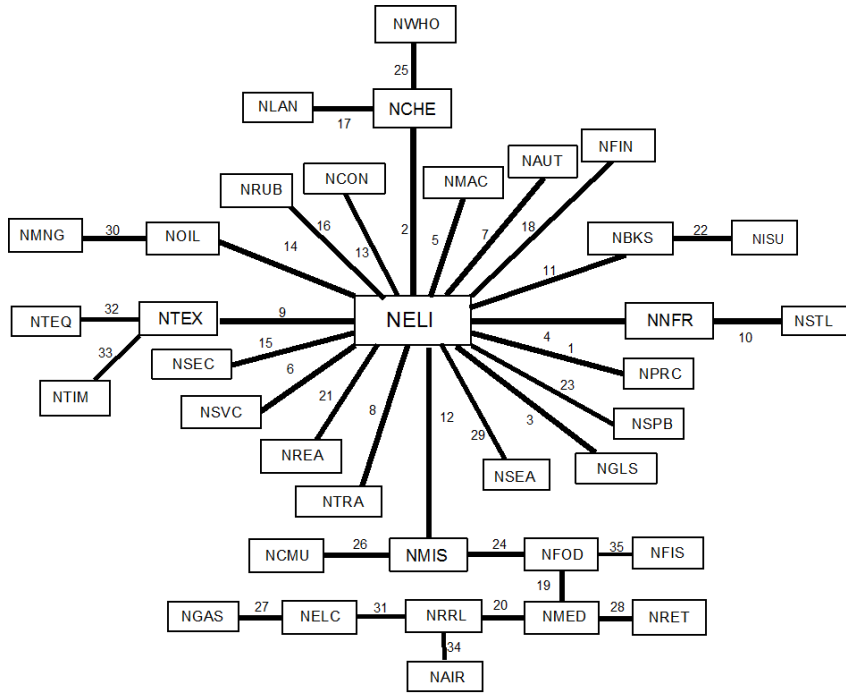 NWHO
25
NLAN
17
NCHE
NRUB
NCON
NMAC
NAUT
NFIN
NMNG
30
NOIL
16
13
2
5
7
18
NBKS
22
NISU
14
11
NTEQ
32
NTEX
9
NELI
NNFR
10
NSTL
33
15
4
1
NSEC
NTIM
6
NPRC
NSVC
21
8
12
29
3
23
NSPB
NREA
NTRA
NSEA
NGLS
NCMU
26
NMIS
24
NFOD
35
NFIS
19
NGAS
27
NELC
31
NRRL
20
NMED
28
NRET
34
NAIR